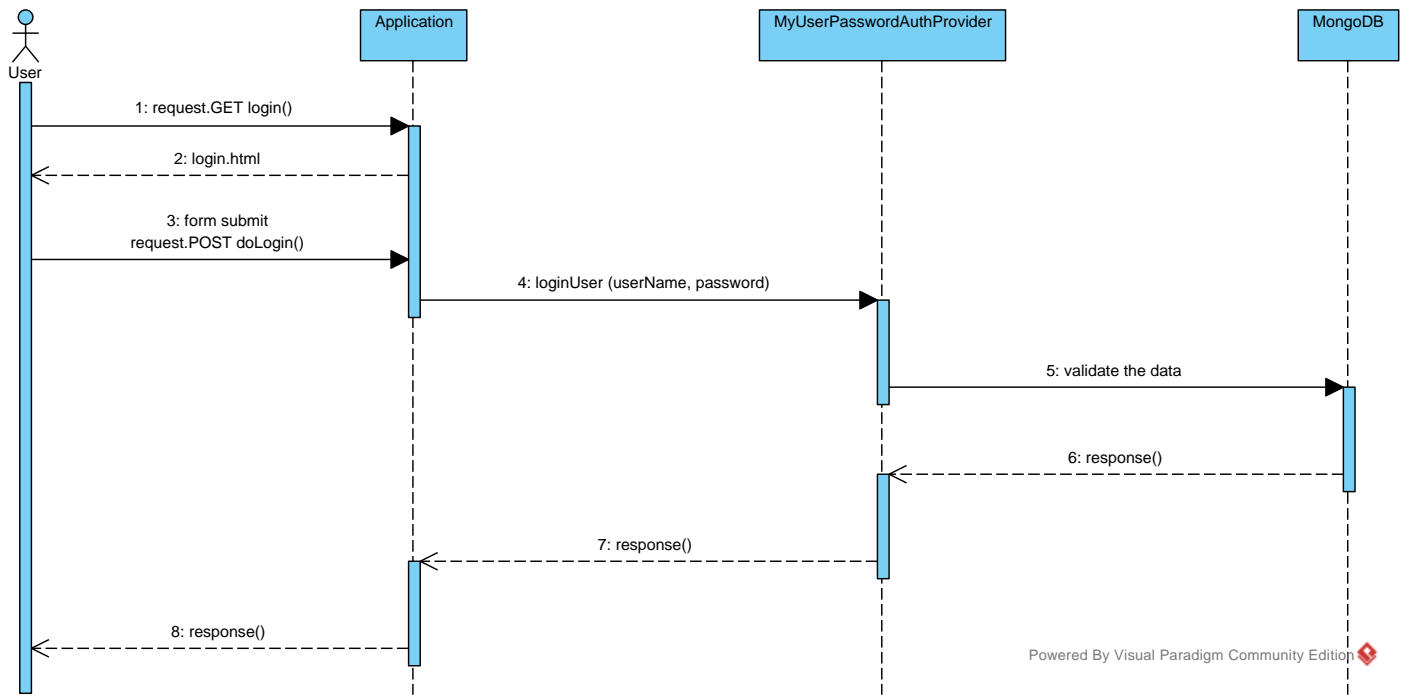 Application
MyUserPasswordAuthProvider
MongoDB
User
1: request.GET login()
2: login.html
3: form submit
request.POST doLogin()
4: loginUser (userName, password)
5: validate the data
6: response()
7: response()
8: response()
Powered By Visual Paradigm Community Edition